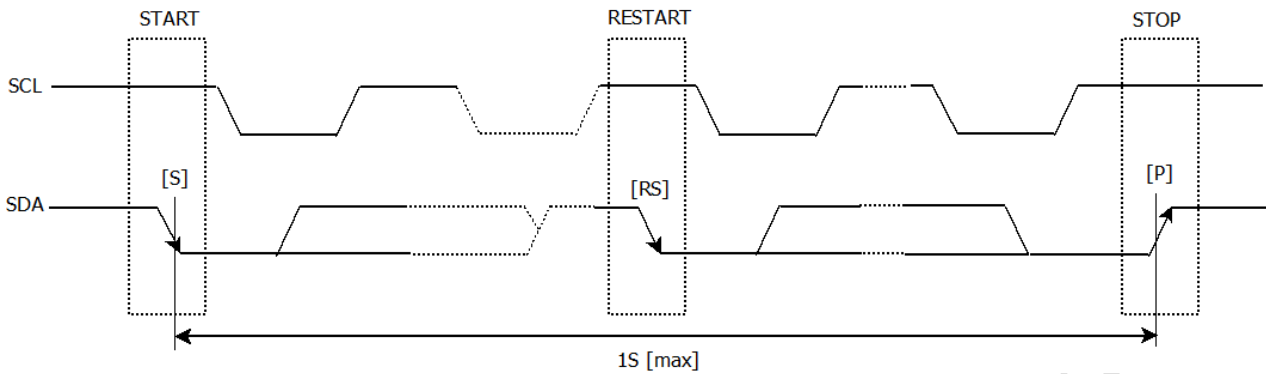 START RESTART STOP
SCL
[S] [RS] [P]
SDA
1S [max]